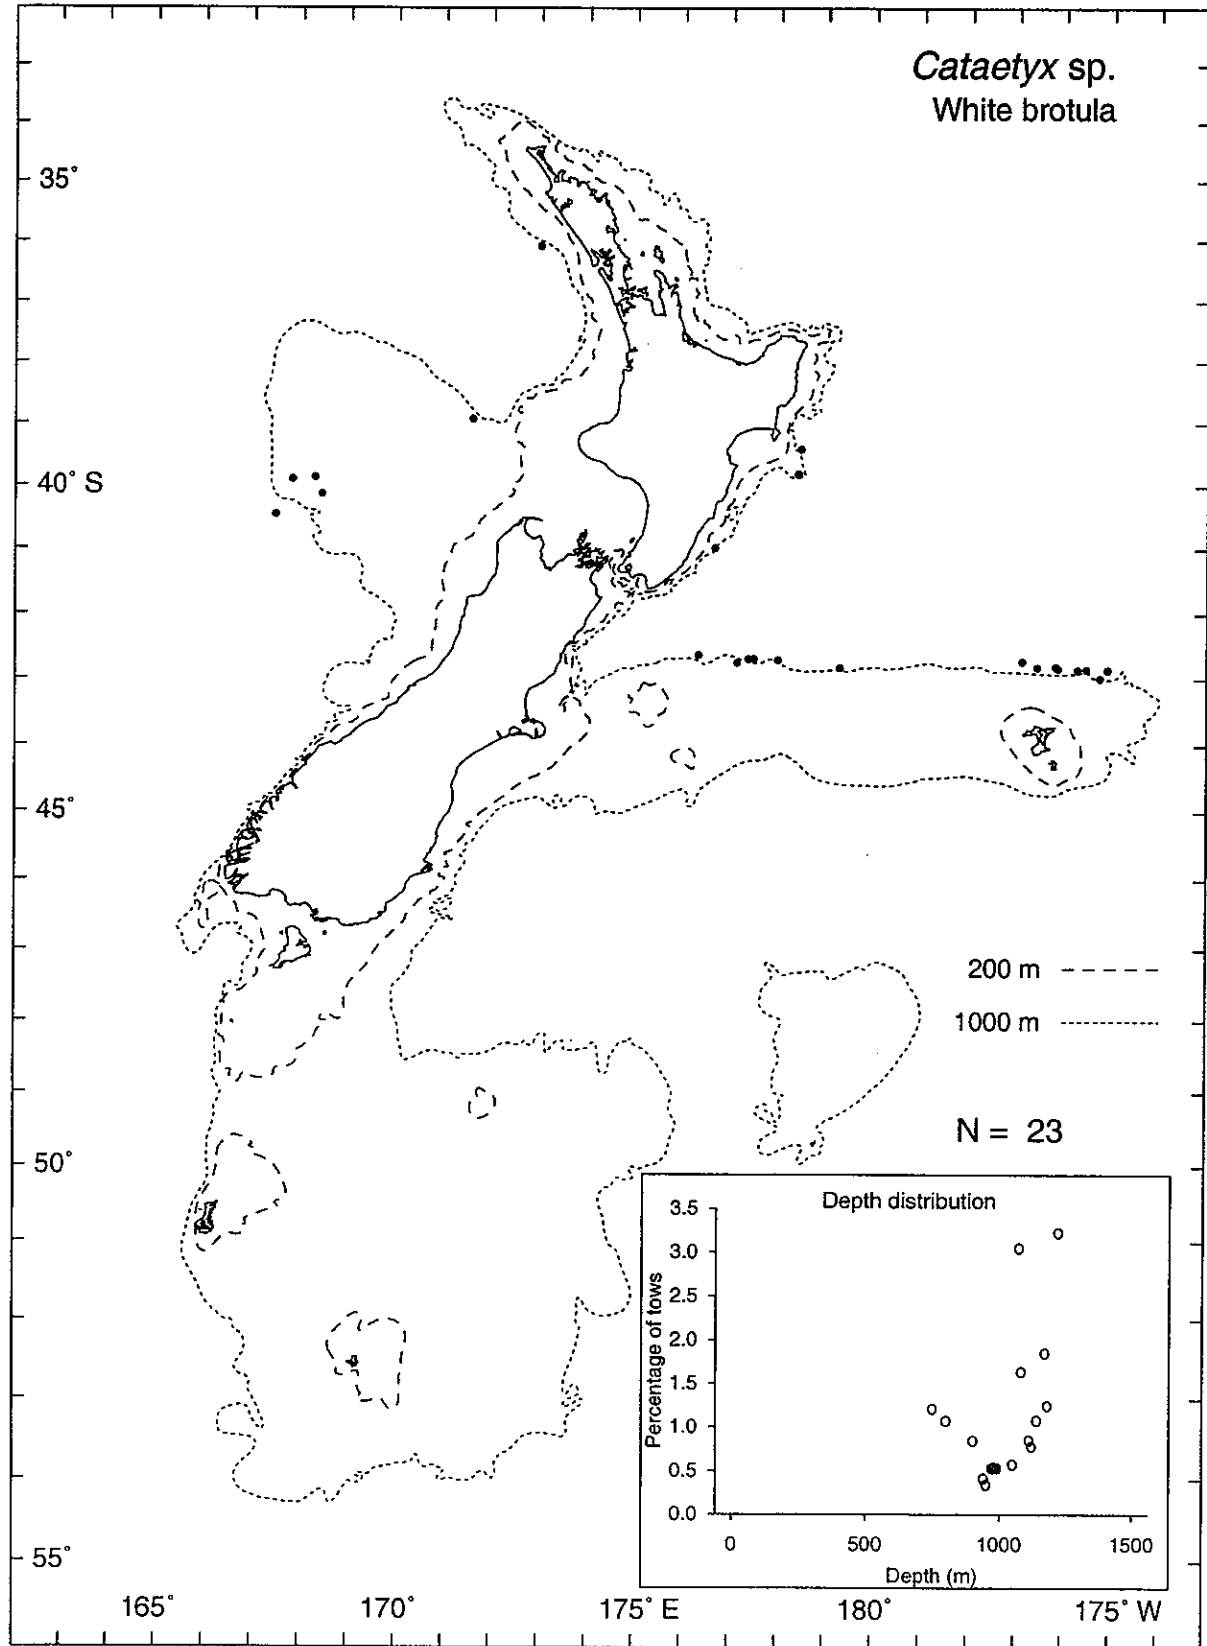 Cataetyx sp.
White brotula
35°
40° S
45°
50°
55°
200 m
1000 m
N = 23
Depth distribution
3.5
3.0
2.5
2.0
1.5
1.0
0.5
0.0
Percentage of tows
0 500 1000 1500
Depth (m)
165° 170° 175° E 180° 175° W